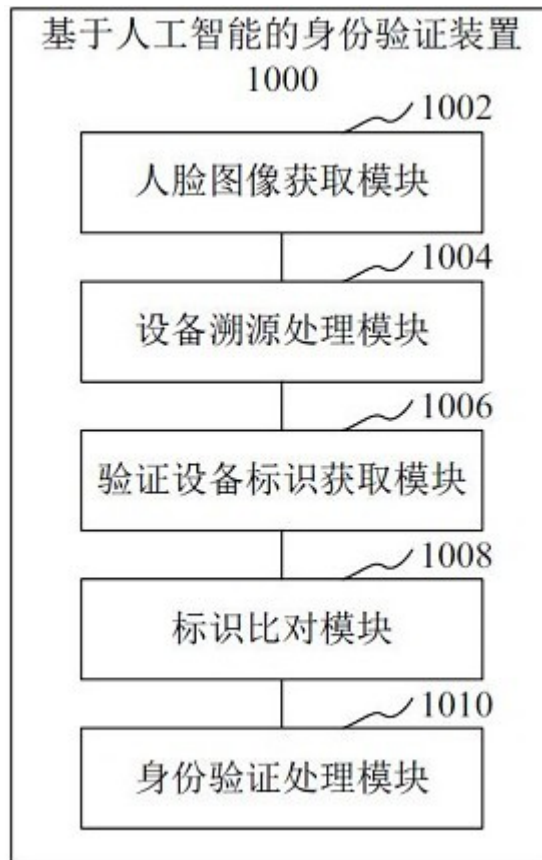 基于人工智能的身份验证装置
1000
1002
人脸图像获取模块
1004
设备溯源处理模块
1006
验证设备标识获取模块
1008
标识比对模块
1010
身份验证处理模块